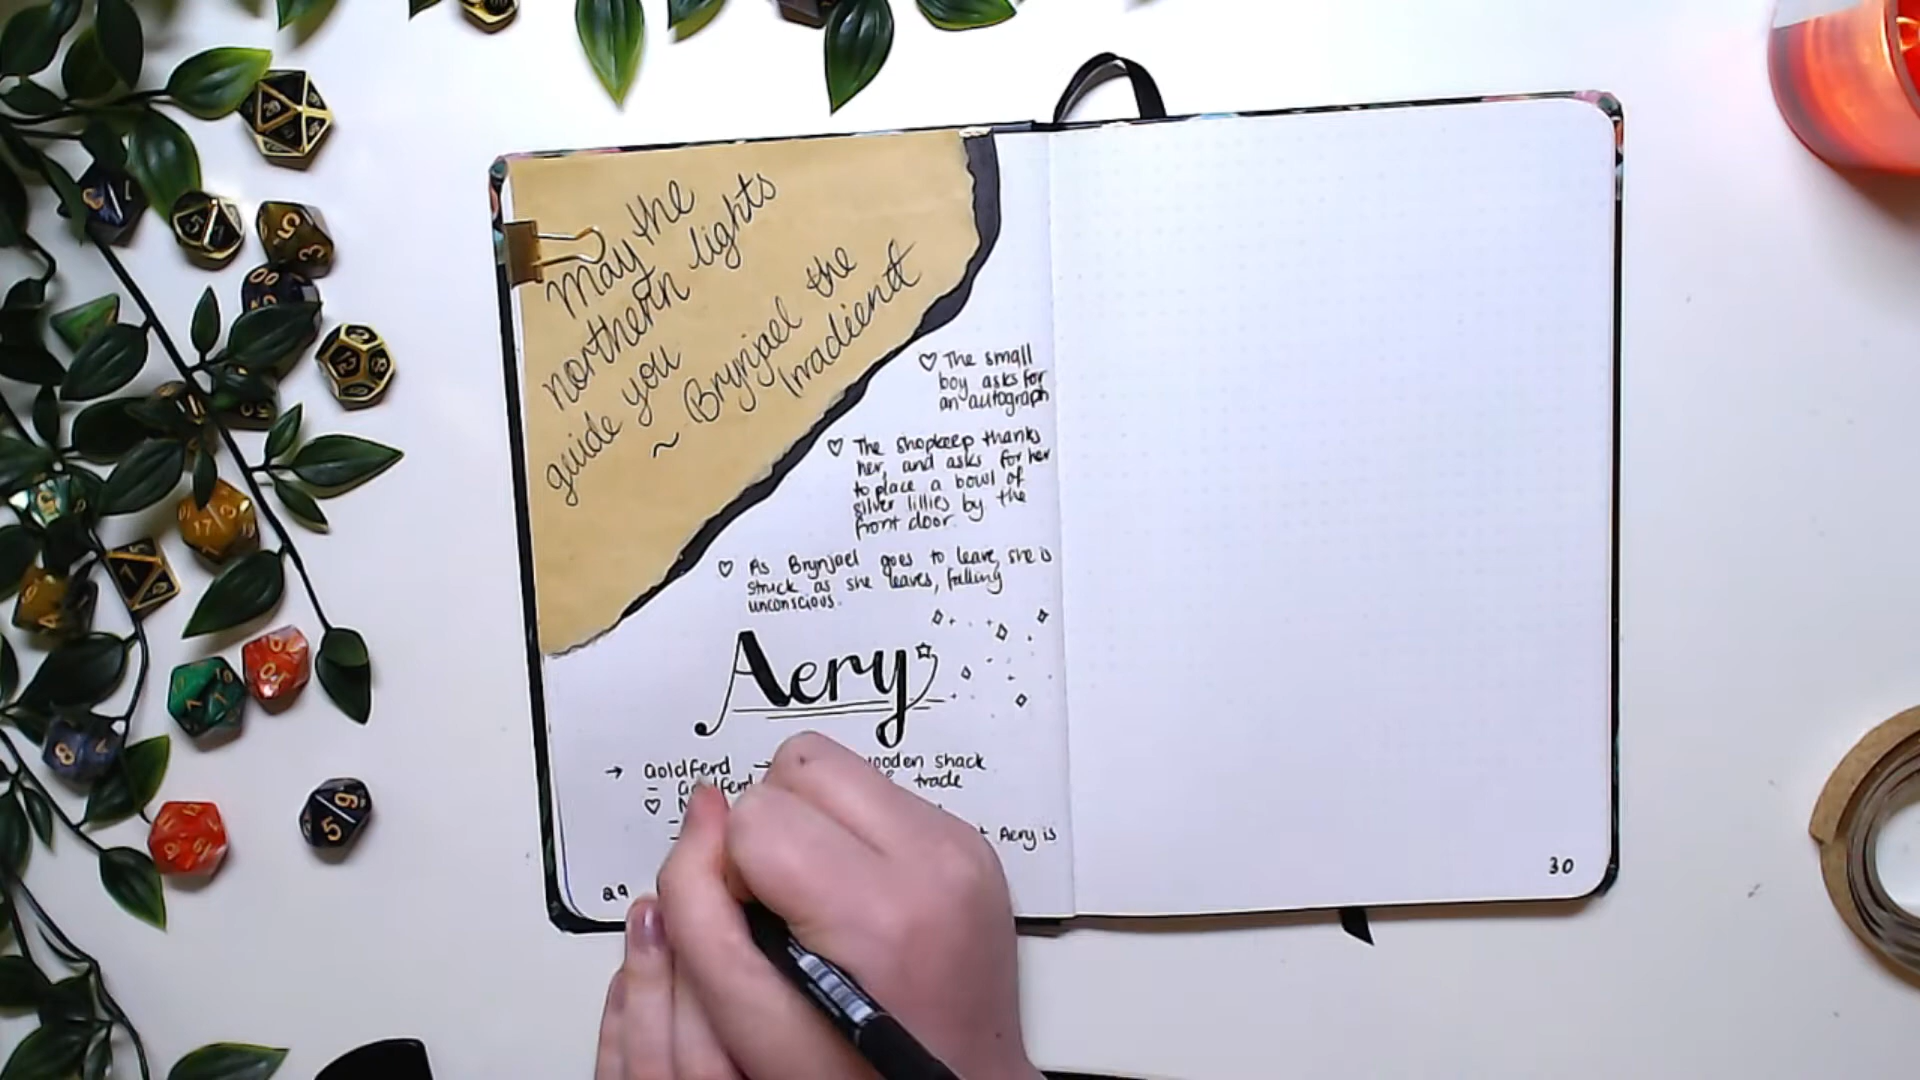 May the
northern lights
guide you
~ Brynjael the
Irradient
♡ The small
boy asks for
an autograph
♡ The shopkeep thanks
her, and asks for her
to place a bowl of
silver lillies by the
front door.
♡ As Brynjael goes to leave, she is
struck as she leaves, falling
unconscious.
Aery
→ Goldferd → wooden shack
- Goldferd trade
♡
-
- Aery is
29
30